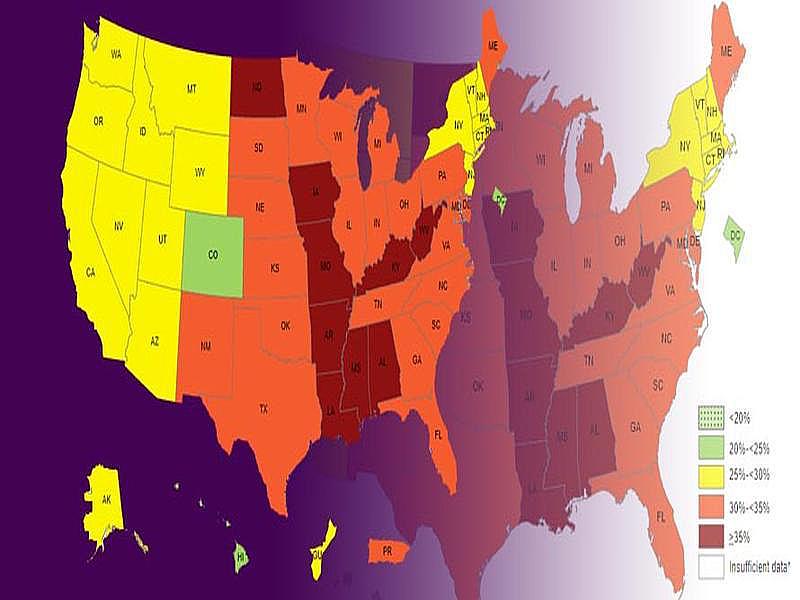 WA
MT
ND
MN
OR
ID
WY
SD
WI
MI
ME
VT
NH
NY
MA
CT
RI
NV
UT
CO
NE
IA
IL
IN
OH
PA
NJ
MD
DE
WV
VA
CA
AZ
NM
KS
MO
KY
OK
AR
TN
NC
SC
TX
LA
MS
AL
GA
FL
AK
HI
GU
PR
DC
ME
VT
NH
NY
MA
CT
RI
WI
MI
PA
NJ
IA
IL
IN
OH
MD
DE
DC
WV
VA
KS
MO
KY
OK
AR
TN
NC
SC
MS
AL
GA
LA
FL
<20%
20%-<25%
25%-<30%
30%-<35%
≥35%
Insufficient data*